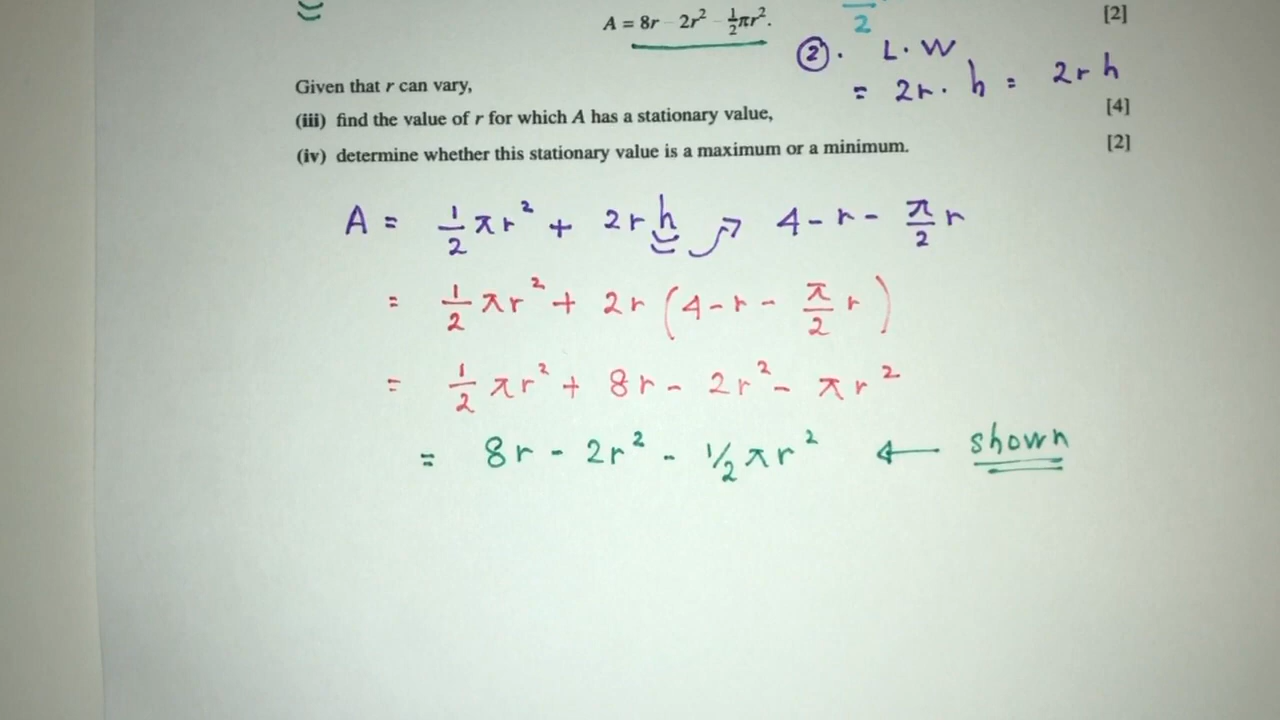 A = 8r - 2r² - ½πr². [2]
2
② . L . W
= 2r . h = 2rh
Given that r can vary,
(iii) find the value of r for which A has a stationary value, [4]
(iv) determine whether this stationary value is a maximum or a minimum. [2]
A = ½πr² + 2rh ↗ 4 - r - π/2 r
= ½πr² + 2r (4 - r - π/2 r)
= ½πr² + 8r - 2r² - πr²
= 8r - 2r² - ½πr² ← shown